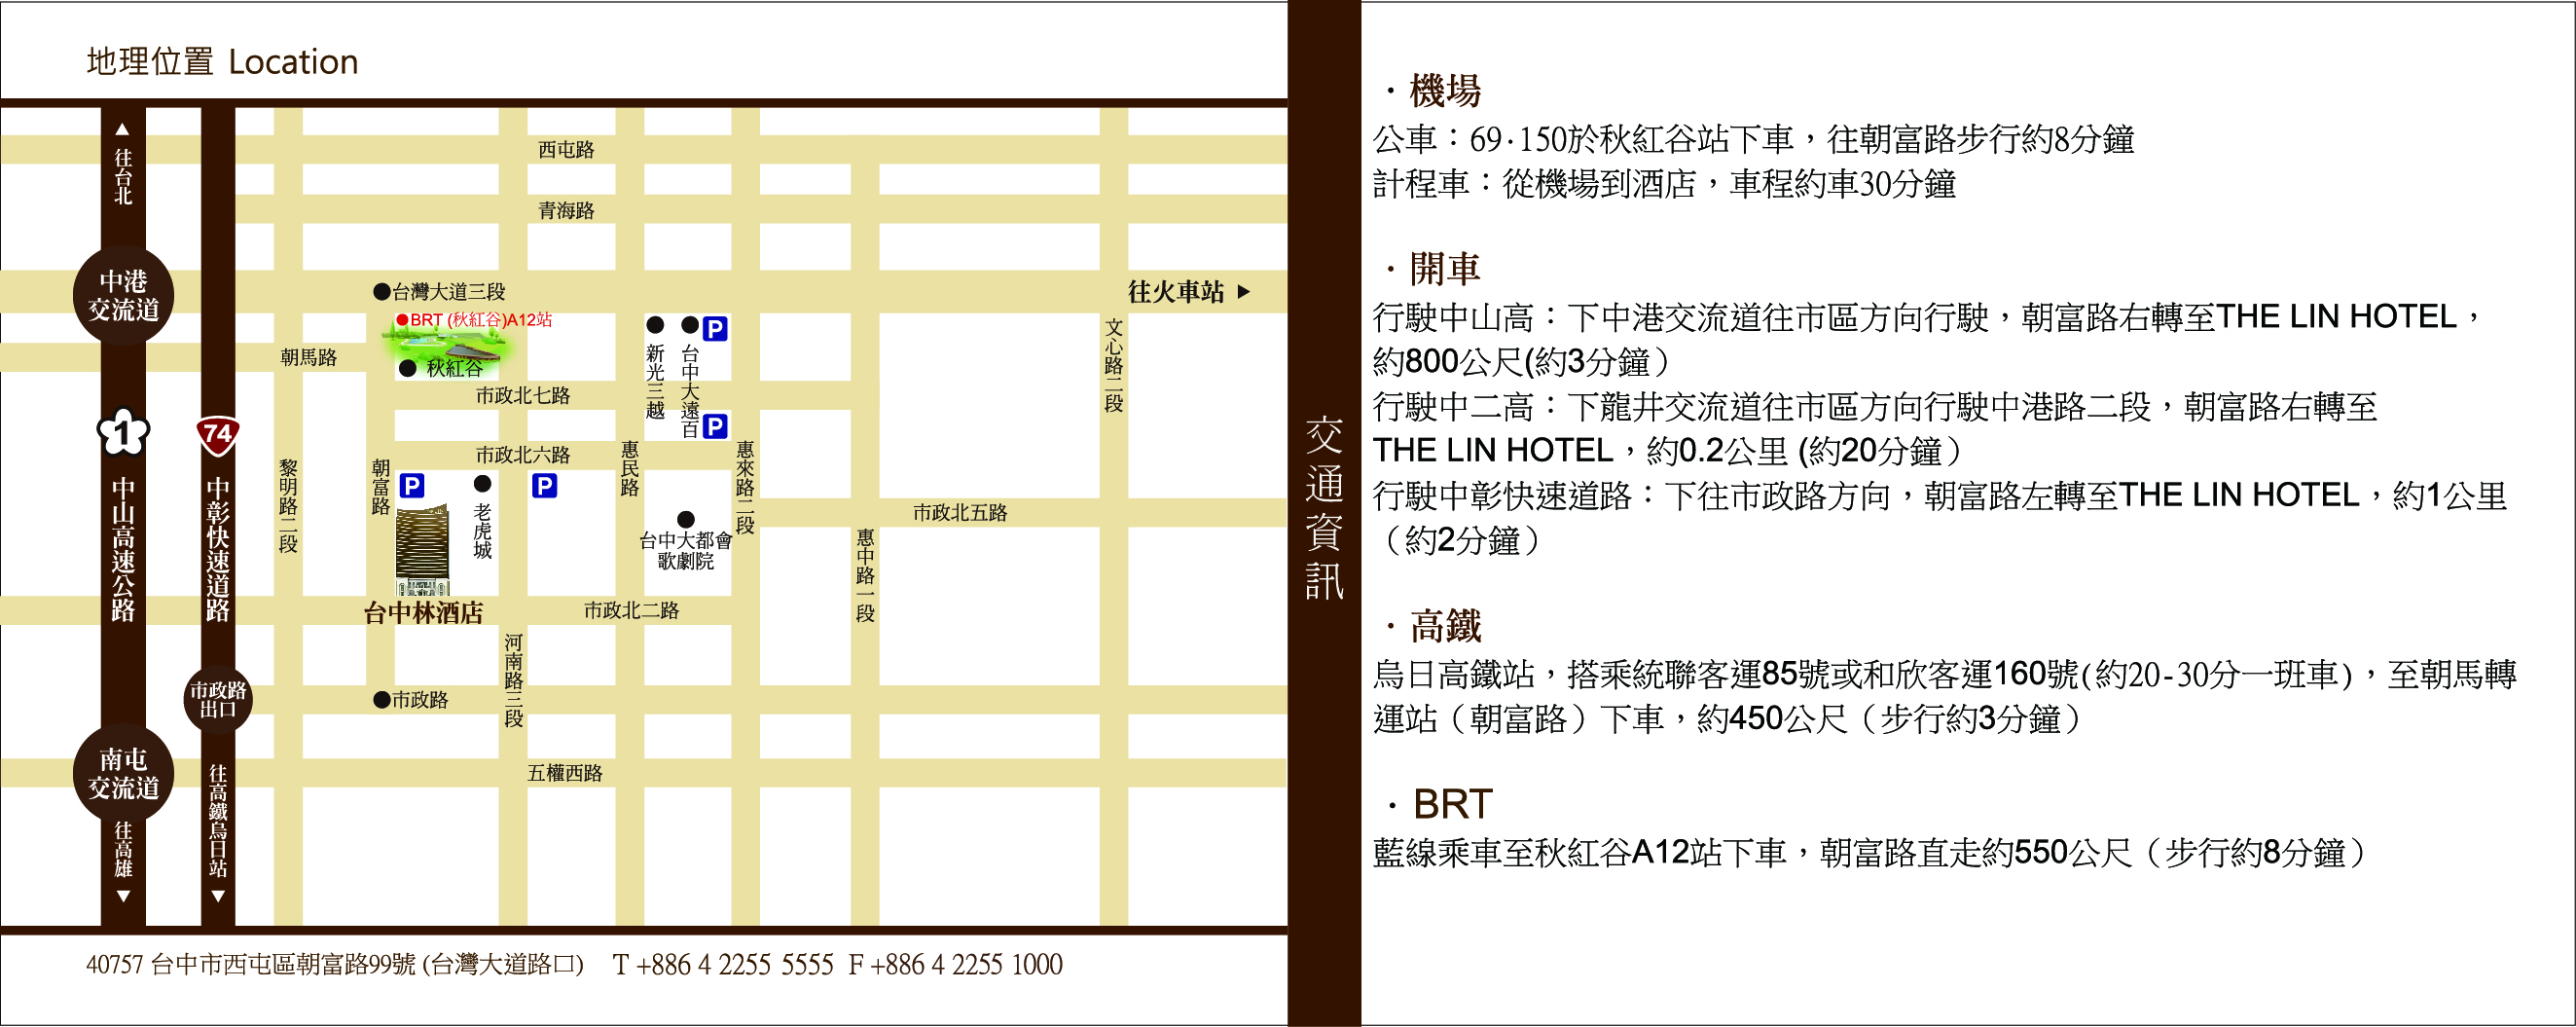 地理位置 Location
▲往台北
西屯路
青海路
中港
交流道
台灣大道三段
往火車站 ▶
BRT (秋紅谷)A12站
朝馬路
秋紅谷
新光三越
台中大遠百
P
P
文心路二段
市政北七路
1
74
中山高速公路
中彰快速道路
黎明路二段
朝富路
市政北六路
惠民路
惠來路二段
P
P
老虎城
市政北五路
台中大都會
歌劇院
惠中路一段
台中林酒店
市政北二路
河南路三段
市政路
出口
市政路
南屯
交流道
五權西路
往高鐵烏日站▼
往高雄▼
40757 台中市西屯區朝富路99號 (台灣大道路口) T +886 4 2255 5555 F +886 4 2255 1000
交通資訊
．機場
公車：69·150於秋紅谷站下車，往朝富路步行約8分鐘
計程車：從機場到酒店，車程約車30分鐘
．開車
行駛中山高：下中港交流道往市區方向行駛，朝富路右轉至THE LIN HOTEL，
約800公尺(約3分鐘）
行駛中二高：下龍井交流道往市區方向行駛中港路二段，朝富路右轉至
THE LIN HOTEL，約0.2公里 (約20分鐘）
行駛中彰快速道路：下往市政路方向，朝富路左轉至THE LIN HOTEL，約1公里
（約2分鐘）
．高鐵
烏日高鐵站，搭乘統聯客運85號或和欣客運160號(約20-30分一班車)，至朝馬轉
運站（朝富路）下車，約450公尺（步行約3分鐘）
．BRT
藍線乘車至秋紅谷A12站下車，朝富路直走約550公尺（步行約8分鐘）